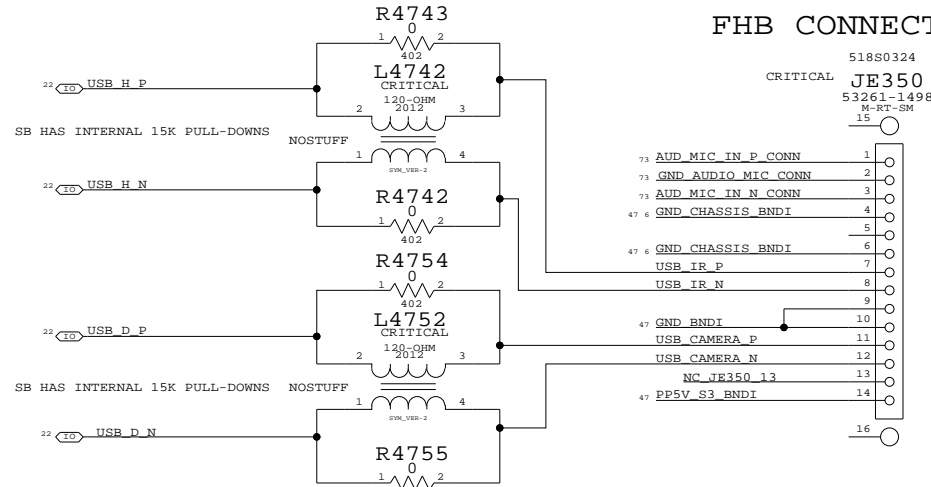 R4743
0
1 2
402
FHB CONNECT
518S0324
CRITICAL JE350
53261-1498
M-RT-SM
15
L4742
CRITICAL
120-OHM
2012
2 3
22 IO USB_H_P
SB HAS INTERNAL 15K PULL-DOWNS
NOSTUFF
1 4
SYM_VER-2
22 IO USB_H_N
R4742
0
1 2
402
73 AUD_MIC_IN_P_CONN 1
73 GND_AUDIO_MIC_CONN 2
73 AUD_MIC_IN_N_CONN 3
47 6 GND_CHASSIS_BNDI 4
5
47 6 GND_CHASSIS_BNDI 6
USB_IR_P 7
USB_IR_N 8
9
47 GND_BNDI 10
USB_CAMERA_P 11
USB_CAMERA_N 12
NC_JE350_13 13
47 PP5V_S3_BNDI 14
16
R4754
0
1 2
402
L4752
CRITICAL
120-OHM
2012
2 3
22 IO USB_D_P
SB HAS INTERNAL 15K PULL-DOWNS NOSTUFF
1 4
SYM_VER-2
22 IO USB_D_N
R4755
0
1 2